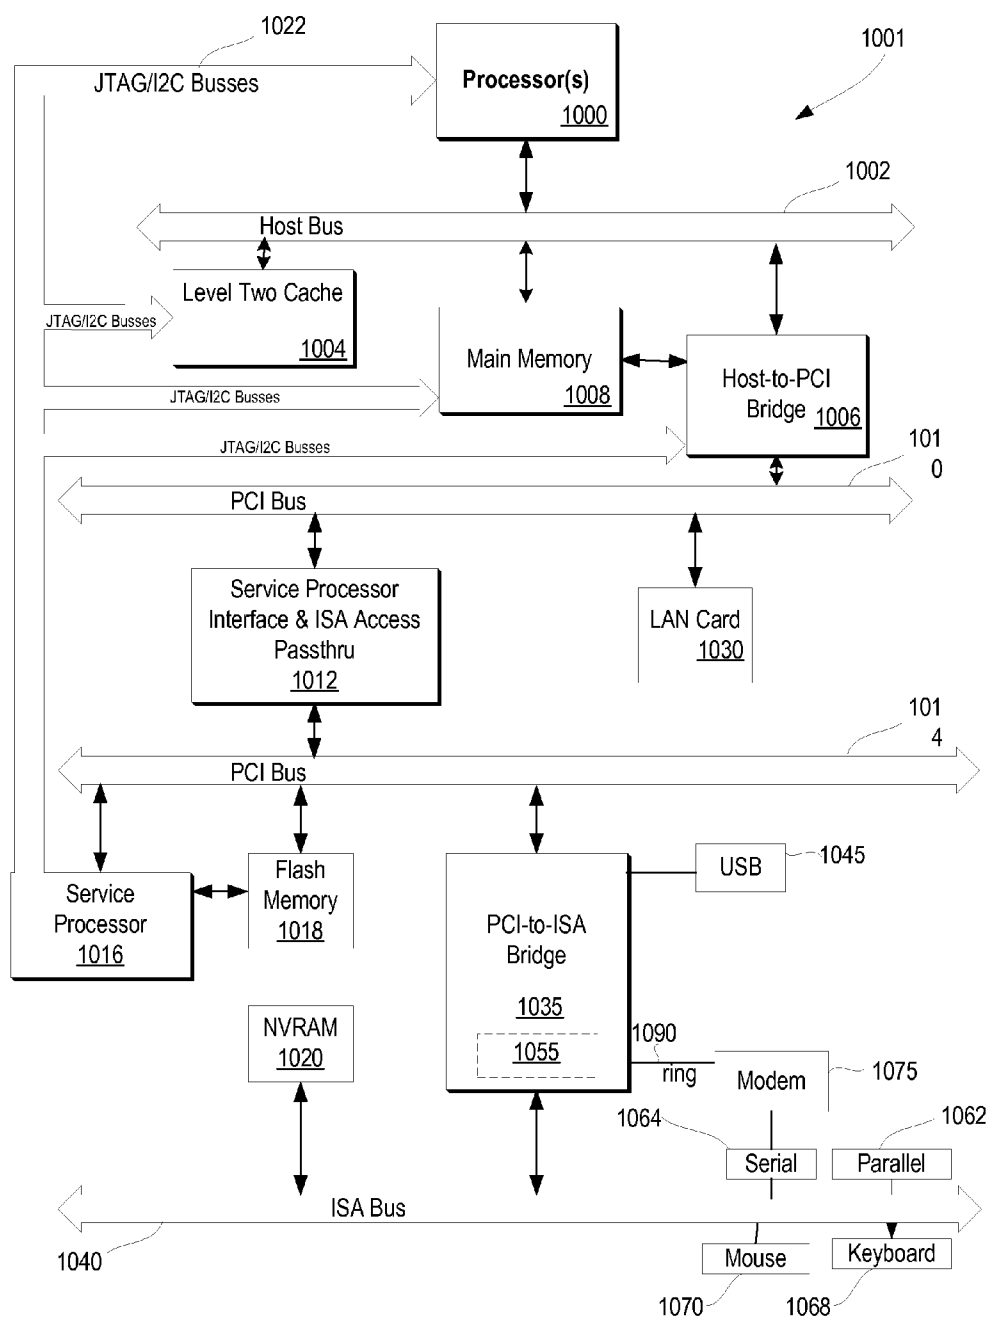 1022
JTAG/I2C Busses
Processor(s)
1000
1001
1002
Host Bus
Level Two Cache
1004
JTAG/I2C Busses
Main Memory
1008
Host-to-PCI
Bridge
1006
JTAG/I2C Busses
JTAG/I2C Busses
101
0
PCI Bus
Service Processor
Interface & ISA Access
Passthru
1012
LAN Card
1030
101
4
PCI Bus
Service
Processor
1016
Flash
Memory
1018
PCI-to-ISA
Bridge
1035
1055
USB
1045
NVRAM
1020
1090
ring
Modem
1075
1064
1062
Serial
Parallel
ISA Bus
1040
Mouse
Keyboard
1070
1068